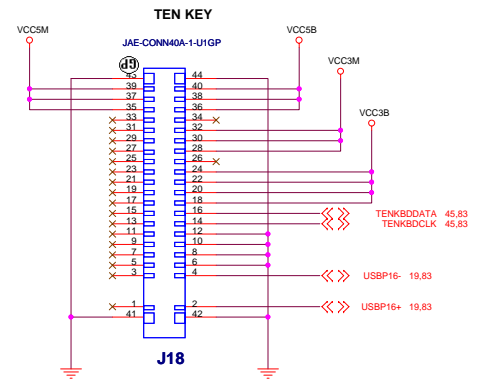 TEN KEY
VCC5M
VCC5B
JAE-CONN40A-1-U1GP
VCC3M
GP
43 44
39 40
37 38
35 36
VCC3B
33 34
31 32
29 30
27 28
25 26
23 24
21 22
19 20
17 18
15 16 TENKBDDATA 45,83
13 14 TENKBDCLK 45,83
11 12
9 10
7 8
5 6
3 4 USBP16- 19,83
1 2 USBP16+ 19,83
41 42
J18